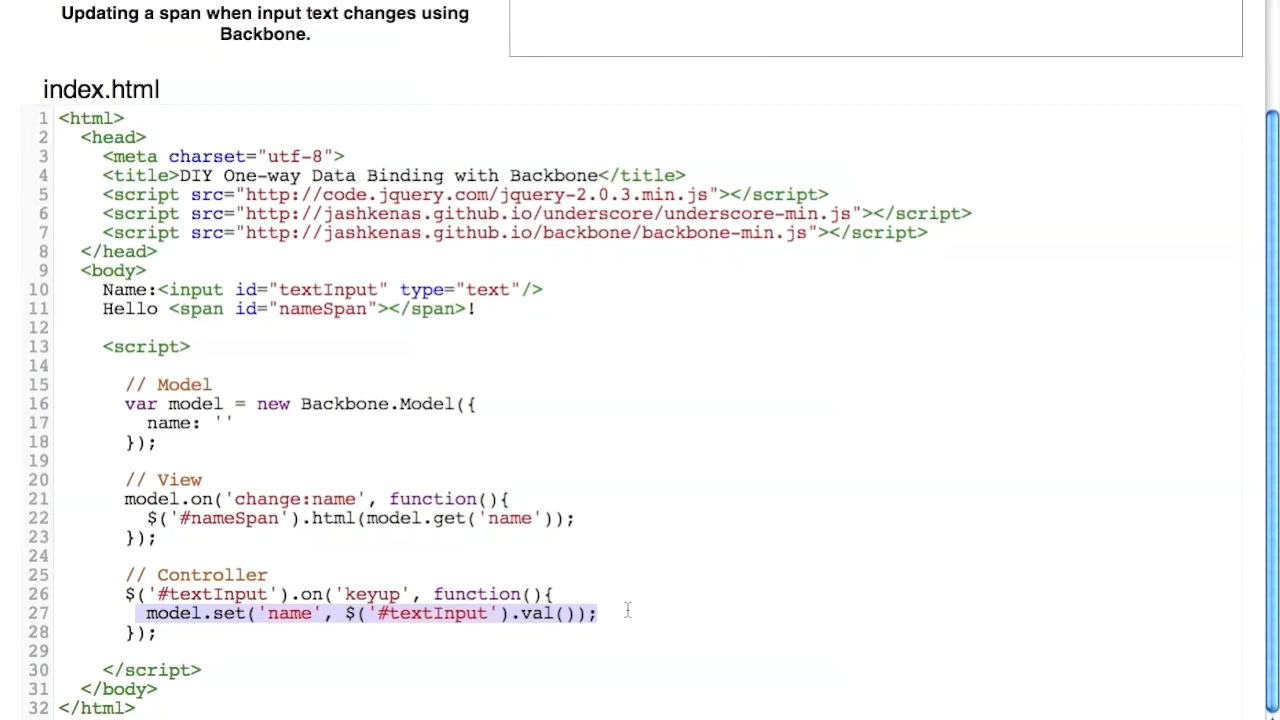 Updating a span when input text changes using
Backbone.
index.html
1 <html>
2   <head>
3     <meta charset="utf-8">
4     <title>DIY One-way Data Binding with Backbone</title>
5     <script src="http://code.jquery.com/jquery-2.0.3.min.js"></script>
6     <script src="http://jashkenas.github.io/underscore/underscore-min.js"></script>
7     <script src="http://jashkenas.github.io/backbone/backbone-min.js"></script>
8   </head>
9   <body>
10     Name:<input id="textInput" type="text"/>
11     Hello <span id="nameSpan"></span>!
12
13     <script>
14
15       // Model
16       var model = new Backbone.Model({
17         name: ''
18       });
19
20       // View
21       model.on('change:name', function(){
22         $('#nameSpan').html(model.get('name'));
23       });
24
25       // Controller
26       $('#textInput').on('keyup', function(){
27         model.set('name', $('#textInput').val());
28       });
29
30     </script>
31   </body>
32 </html>